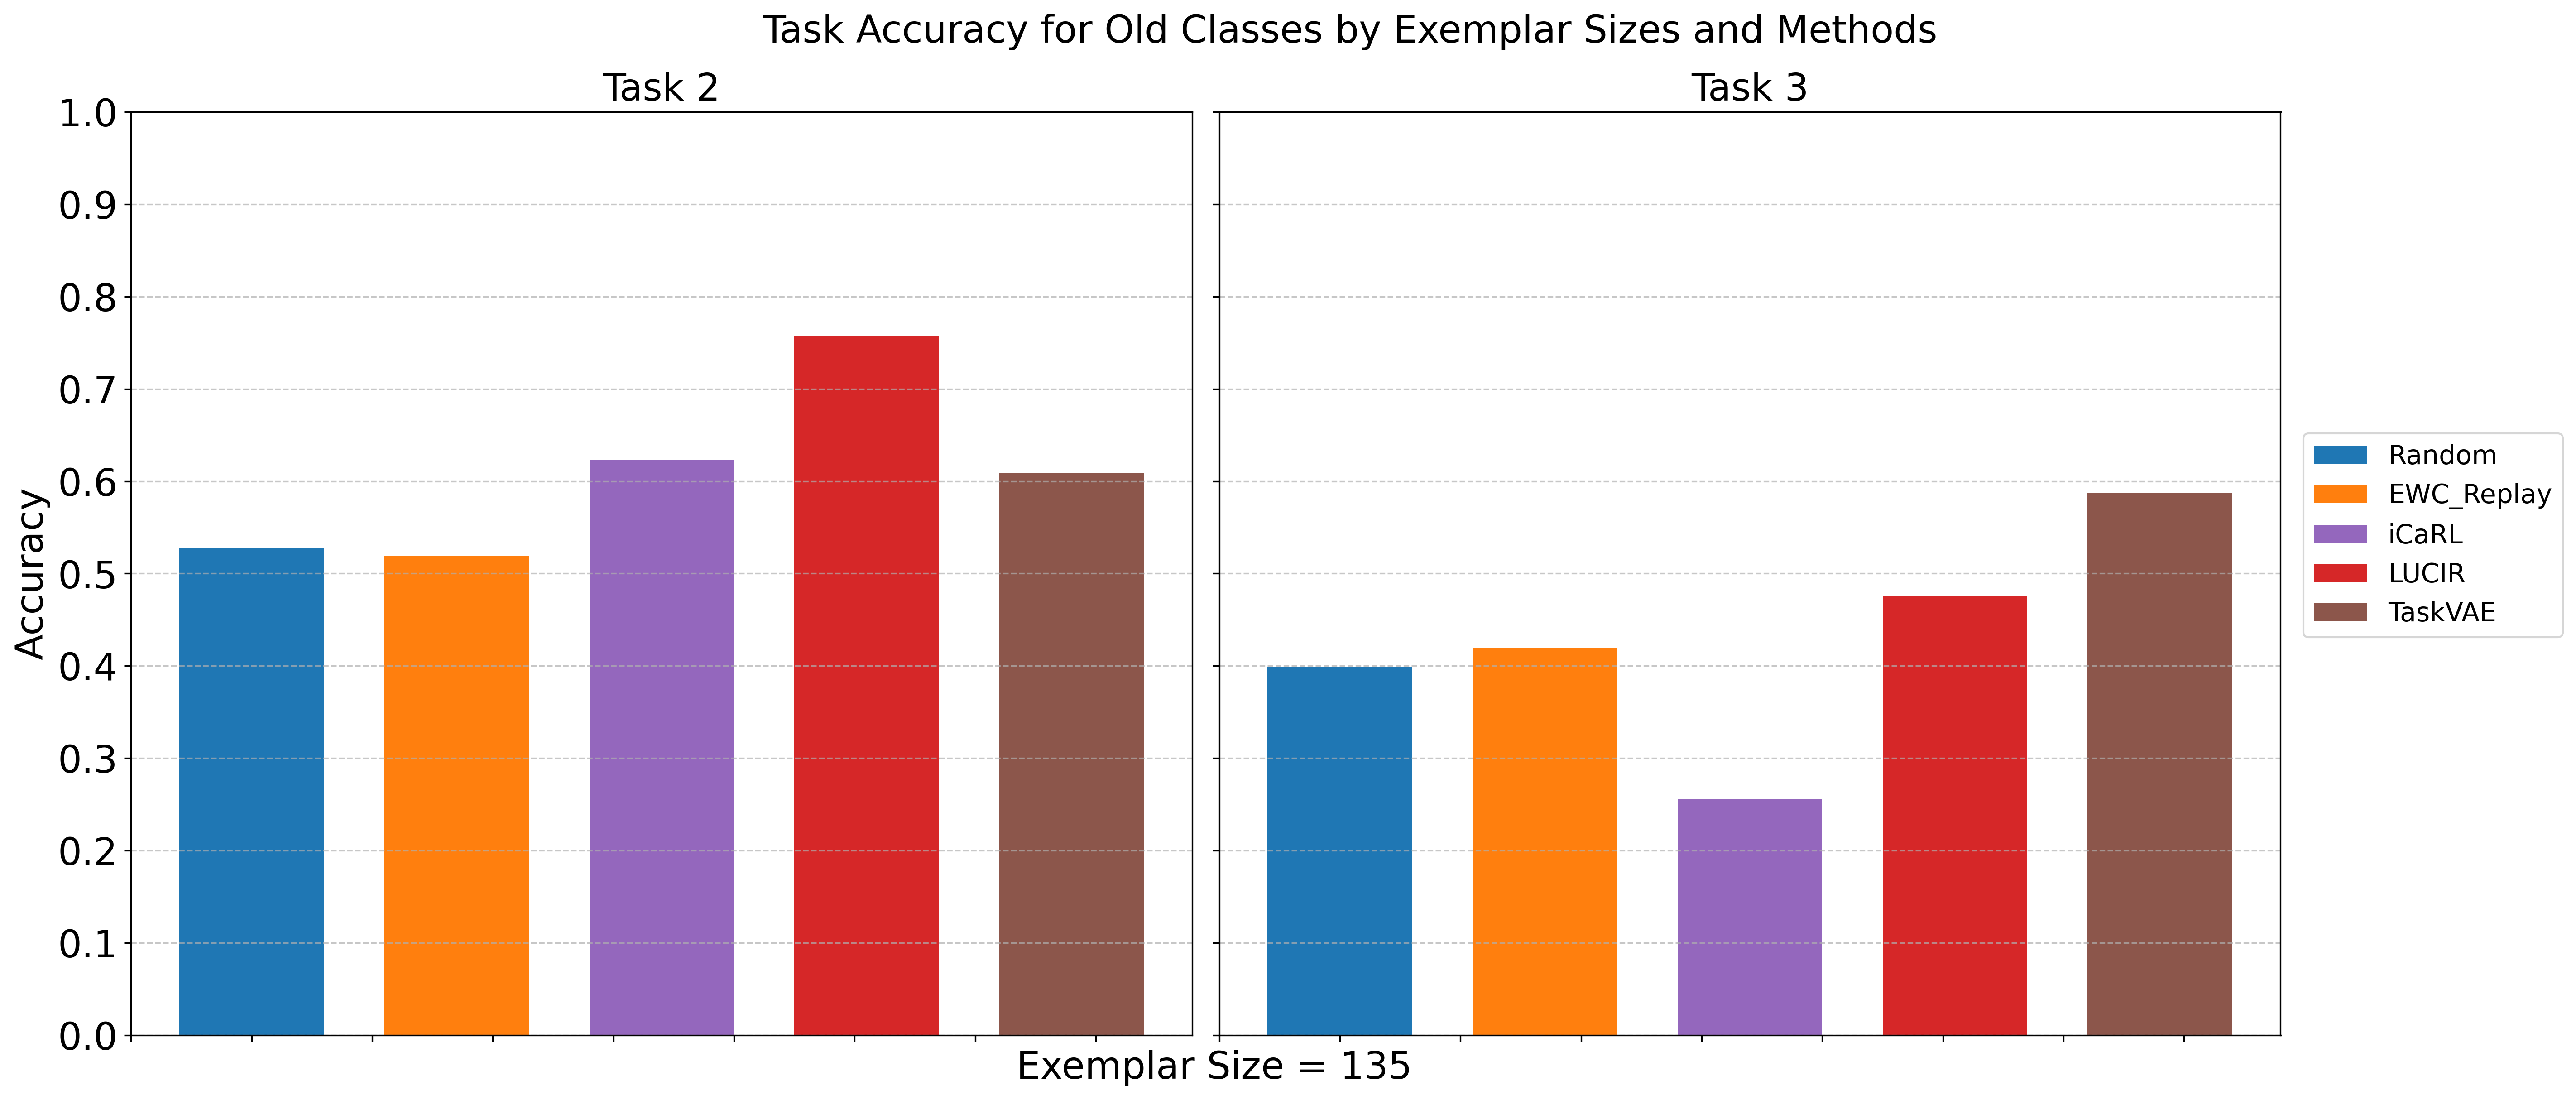 Task Accuracy for Old Classes by Exemplar Sizes and Methods
Task 2
Task 3
1.0
0.9
0.8
0.7
0.6
0.5
0.4
0.3
0.2
0.1
0.0
Accuracy
Exemplar Size = 135
Random
EWC_Replay
iCaRL
LUCIR
TaskVAE